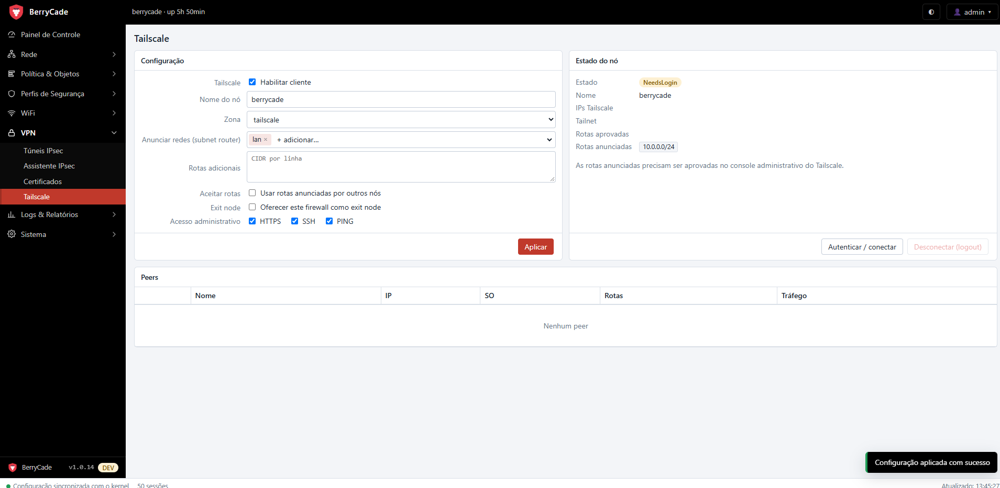 BerryCade
berrycade · up 5h 50min
admin
Painel de Controle
Rede
Política & Objetos
Perfis de Segurança
WiFi
VPN
Túneis IPsec
Assistente IPsec
Certificados
Tailscale
Logs & Relatórios
Sistema
BerryCade v1.0.14 DEV
Tailscale
Configuração
Tailscale Habilitar cliente
Nome do nó berrycade
Zona tailscale
Anunciar redes (subnet router) lan × + adicionar...
Rotas adicionais CIDR por linha
Aceitar rotas Usar rotas anunciadas por outros nós
Exit node Oferecer este firewall como exit node
Acesso administrativo HTTPS SSH PING
Aplicar
Estado do nó
Estado NeedsLogin
Nome berrycade
IPs Tailscale
Tailnet
Rotas aprovadas
Rotas anunciadas 10.0.0.0/24
As rotas anunciadas precisam ser aprovadas no console administrativo do Tailscale.
Autenticar / conectar Desconectar (logout)
Peers
Nome IP SO Rotas Tráfego
Nenhum peer
Configuração aplicada com sucesso
Configuração sincronizada com o kernel 50 sessões Atualizado: 13:45:27